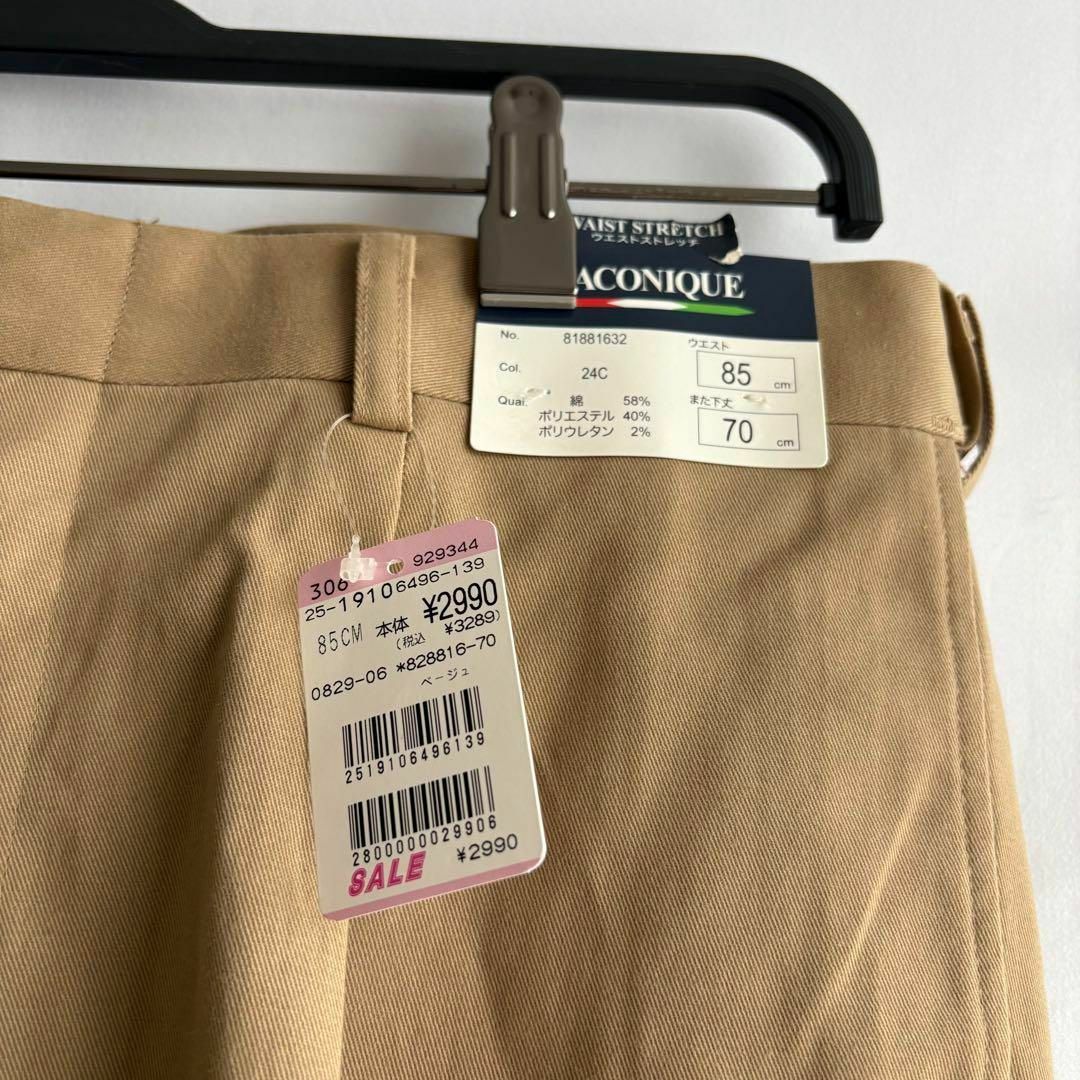 WAIST STRETCH
ウエストストレッチ
ACONIQUE
No. 81881632
Col. 24C
Qual. 綿 58%
ポリエステル 40%
ポリウレタン 2%
ウエスト
85 cm
また下丈
70 cm
306 929344
25-19106496-139
85CM 本体 ¥2990
(税込 ¥3289)
0829-06 *828816-70
ベージュ
2519106496139
2800000029906
SALE ¥2990